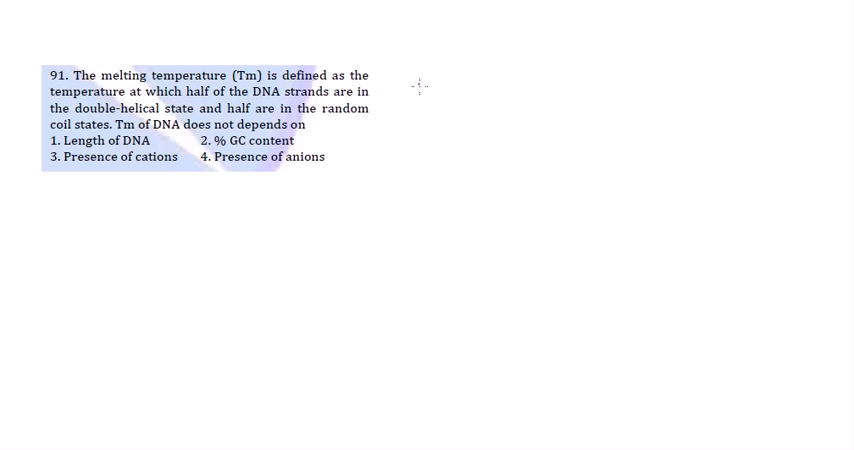 91. The melting temperature (Tm) is defined as the
temperature at which half of the DNA strands are in
the double-helical state and half are in the random
coil states. Tm of DNA does not depends on
1. Length of DNA 2. % GC content
3. Presence of cations 4. Presence of anions